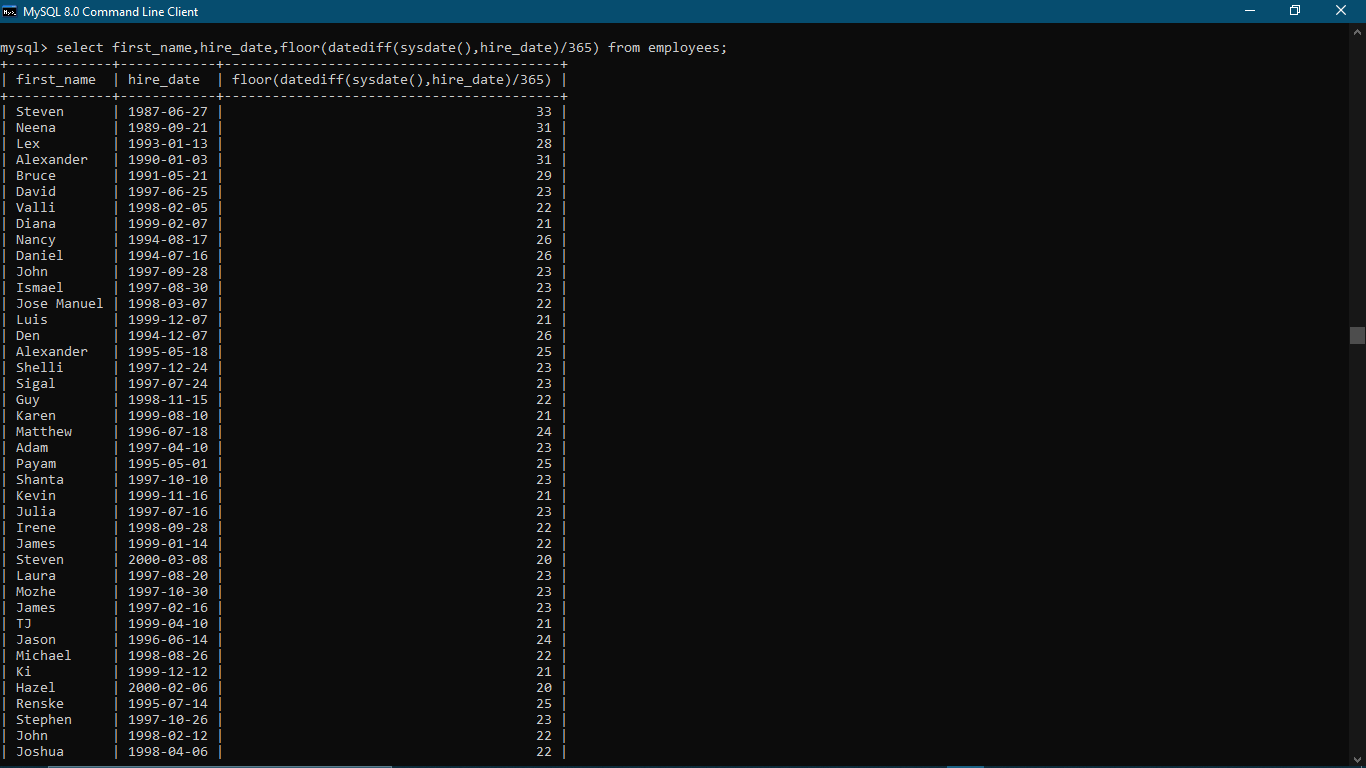 MySQL 8.0 Command Line Client
mysql> select first_name,hire_date,floor(datediff(sysdate(),hire_date)/365) from employees;
+-------------+------------+------------------------------------------+
| first_name  | hire_date  | floor(datediff(sysdate(),hire_date)/365) |
+-------------+------------+------------------------------------------+
| Steven      | 1987-06-27 |                                       33 |
| Neena       | 1989-09-21 |                                       31 |
| Lex         | 1993-01-13 |                                       28 |
| Alexander   | 1990-01-03 |                                       31 |
| Bruce       | 1991-05-21 |                                       29 |
| David       | 1997-06-25 |                                       23 |
| Valli       | 1998-02-05 |                                       22 |
| Diana       | 1999-02-07 |                                       21 |
| Nancy       | 1994-08-17 |                                       26 |
| Daniel      | 1994-07-16 |                                       26 |
| John        | 1997-09-28 |                                       23 |
| Ismael      | 1997-08-30 |                                       23 |
| Jose Manuel | 1998-03-07 |                                       22 |
| Luis        | 1999-12-07 |                                       21 |
| Den         | 1994-12-07 |                                       26 |
| Alexander   | 1995-05-18 |                                       25 |
| Shelli      | 1997-12-24 |                                       23 |
| Sigal       | 1997-07-24 |                                       23 |
| Guy         | 1998-11-15 |                                       22 |
| Karen       | 1999-08-10 |                                       21 |
| Matthew     | 1996-07-18 |                                       24 |
| Adam        | 1997-04-10 |                                       23 |
| Payam       | 1995-05-01 |                                       25 |
| Shanta      | 1997-10-10 |                                       23 |
| Kevin       | 1999-11-16 |                                       21 |
| Julia       | 1997-07-16 |                                       23 |
| Irene       | 1998-09-28 |                                       22 |
| James       | 1999-01-14 |                                       22 |
| Steven      | 2000-03-08 |                                       20 |
| Laura       | 1997-08-20 |                                       23 |
| Mozhe       | 1997-10-30 |                                       23 |
| James       | 1997-02-16 |                                       23 |
| TJ          | 1999-04-10 |                                       21 |
| Jason       | 1996-06-14 |                                       24 |
| Michael     | 1998-08-26 |                                       22 |
| Ki          | 1999-12-12 |                                       21 |
| Hazel       | 2000-02-06 |                                       20 |
| Renske      | 1995-07-14 |                                       25 |
| Stephen     | 1997-10-26 |                                       23 |
| John        | 1998-02-12 |                                       22 |
| Joshua      | 1998-04-06 |                                       22 |